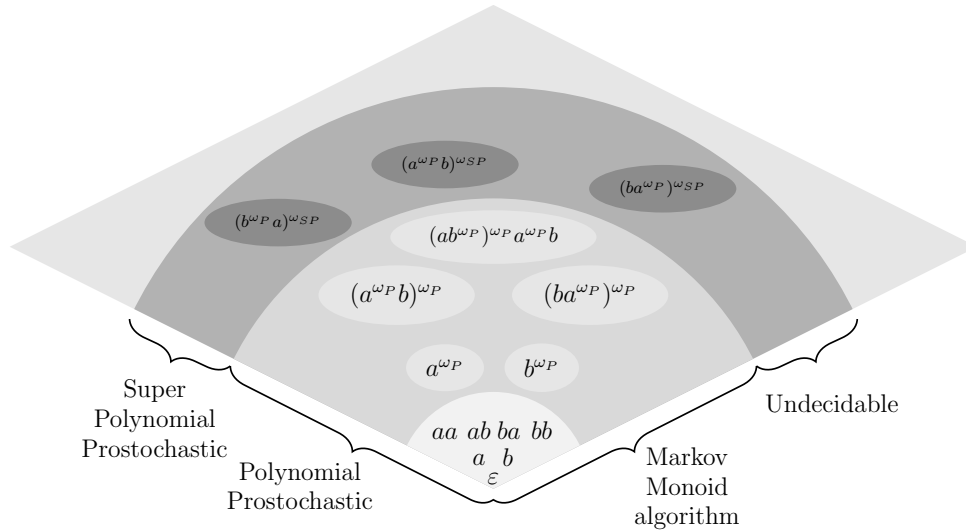 (a^{ω_P} b)^{ω_{SP}}
(ba^{ω_P})^{ω_{SP}}
(b^{ω_P} a)^{ω_{SP}}
(ab^{ω_P})^{ω_P} a^{ω_P} b
(a^{ω_P} b)^{ω_P} (ba^{ω_P})^{ω_P}
a^{ω_P} b^{ω_P}
aa ab ba bb
a b
ε
Super
Polynomial
Prostochastic
Polynomial
Prostochastic
Markov
Monoid
algorithm
Undecidable